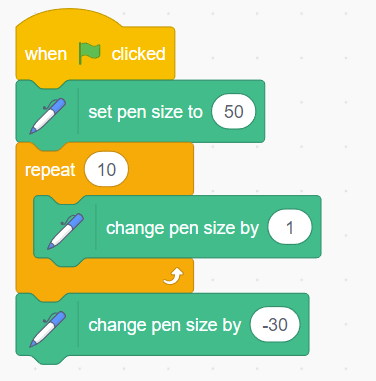 when clicked
set pen size to 50
repeat 10
change pen size by 1
change pen size by -30